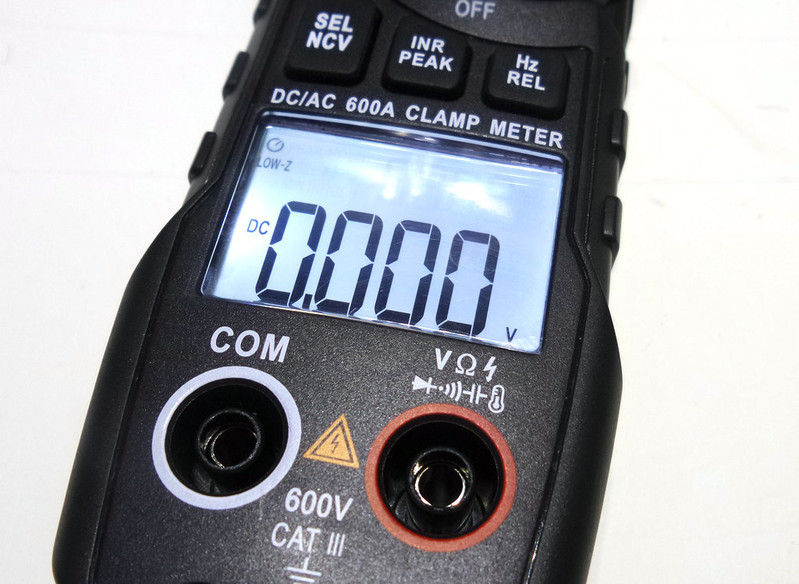 OFF
SEL
NCV
INR
PEAK
Hz
REL
DC/AC 600A CLAMP METER
LOW-Z
DC 0.000 V
COM
V Ω
600V
CAT III